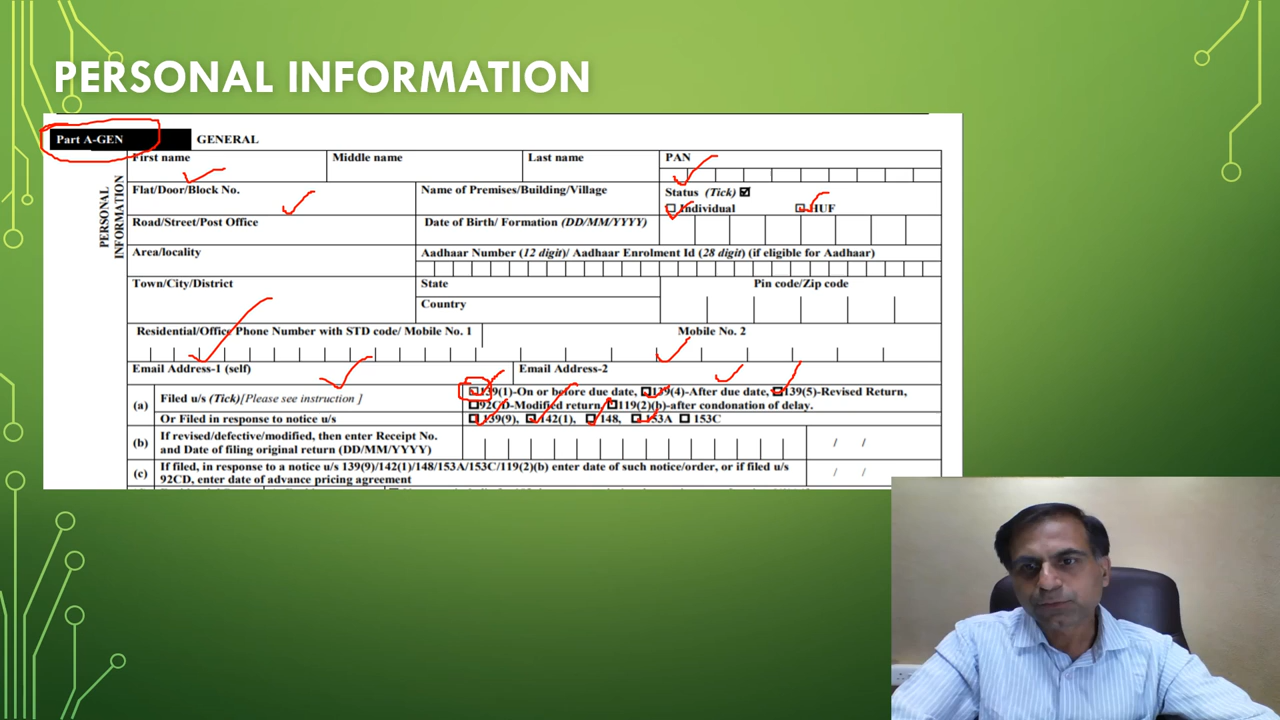 PERSONAL INFORMATION
Part A-GEN GENERAL
PERSONAL INFORMATION
First name Middle name Last name PAN
Flat/Door/Block No. Name of Premises/Building/Village Status (Tick) ☑
☐ Individual ☐ HUF
Road/Street/Post Office Date of Birth/ Formation (DD/MM/YYYY)
Area/locality Aadhaar Number (12 digit)/ Aadhaar Enrolment Id (28 digit) (if eligible for Aadhaar)
Town/City/District State Pin code/Zip code
Country
Residential/Office Phone Number with STD code/ Mobile No. 1 Mobile No. 2
Email Address-1 (self) Email Address-2
(a) Filed u/s (Tick)[Please see instruction ] ☐139(1)-On or before due date, ☐139(4)-After due date, ☐139(5)-Revised Return,
☐92CD-Modified return, ☐119(2)(b)-after condonation of delay.
Or Filed in response to notice u/s ☐139(9), ☐142(1), ☐148, ☐153A ☐ 153C
(b) If revised/defective/modified, then enter Receipt No.
and Date of filing original return (DD/MM/YYYY) / /
(c) If filed, in response to a notice u/s 139(9)/142(1)/148/153A/153C/119(2)(b) enter date of such notice/order, or if filed u/s
92CD, enter date of advance pricing agreement / /